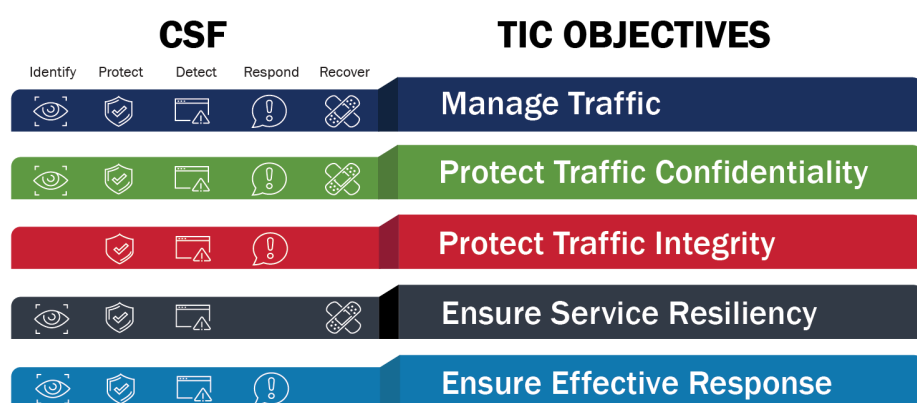 CSF
TIC OBJECTIVES
Identify Protect Detect Respond Recover
Manage Traffic
Protect Traffic Confidentiality
Protect Traffic Integrity
Ensure Service Resiliency
Ensure Effective Response